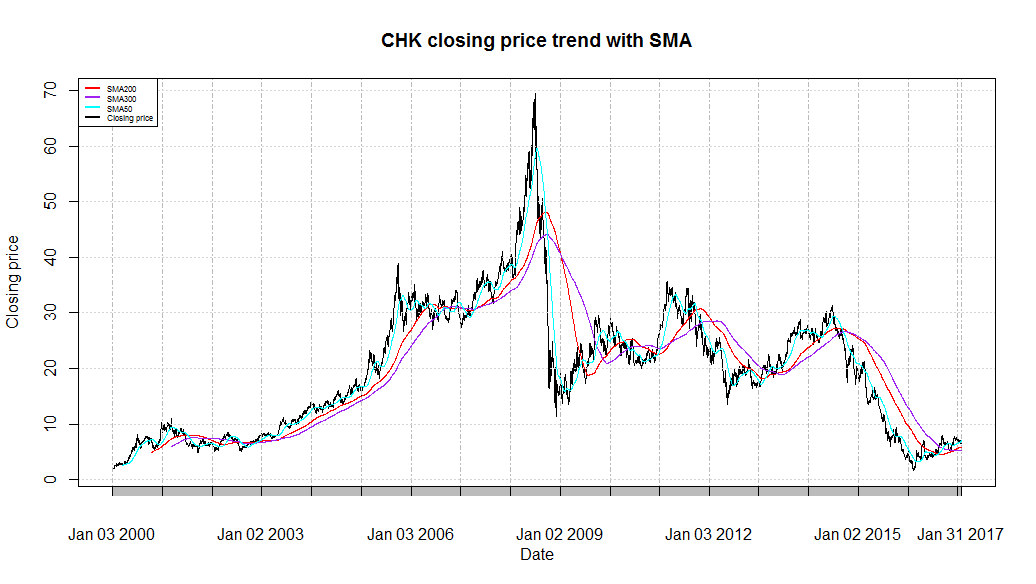 CHK closing price trend with SMA
SMA200
SMA300
SMA50
Closing price
70
60
50
40
30
20
10
0
Closing price
Jan 03 2000 Jan 02 2003 Jan 03 2006 Jan 02 2009 Jan 03 2012 Jan 02 2015 Jan 31 2017
Date